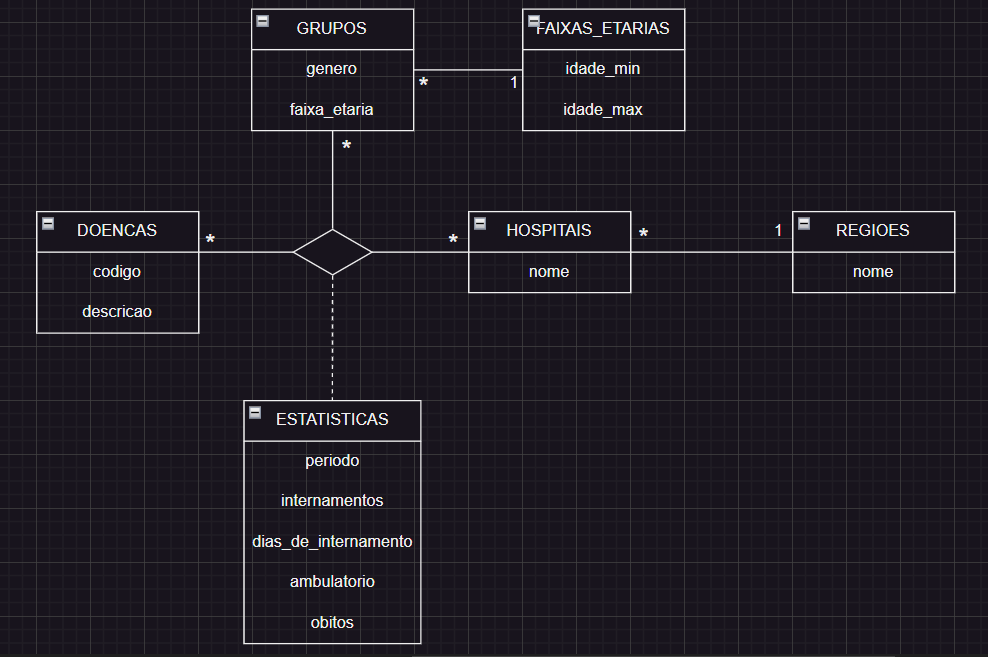 GRUPOS
genero
faixa_etaria
*
1
*
FAIXAS_ETARIAS
idade_min
idade_max
DOENCAS
codigo
descricao
*
*
HOSPITAIS
nome
*
1
REGIOES
nome
ESTATISTICAS
periodo
internamentos
dias_de_internamento
ambulatorio
obitos